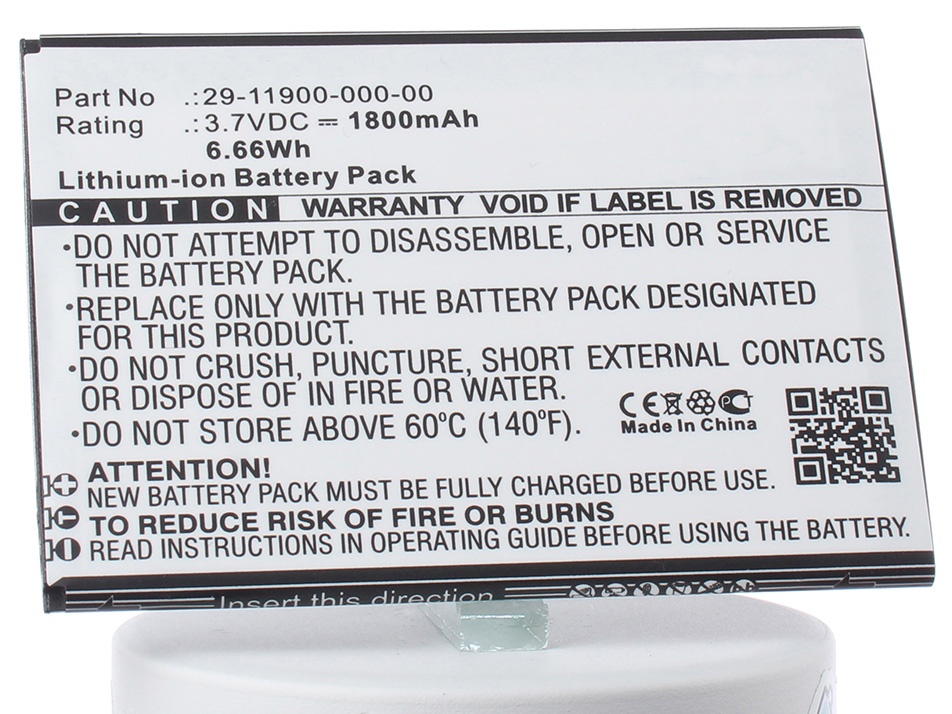 Part No .:29-11900-000-00
Rating .:3.7VDC ⎓ 1800mAh
6.66Wh
Lithium-ion Battery Pack
CAUTION WARRANTY VOID IF LABEL IS REMOVED
•DO NOT ATTEMPT TO DISASSEMBLE, OPEN OR SERVICE
THE BATTERY PACK.
•REPLACE ONLY WITH THE BATTERY PACK DESIGNATED
FOR THIS PRODUCT.
•DO NOT CRUSH, PUNCTURE, SHORT EXTERNAL CONTACTS
OR DISPOSE OF IN FIRE OR WATER.
•DO NOT STORE ABOVE 60°C (140°F).
CE PCT
Made In China
ATTENTION!
NEW BATTERY PACK MUST BE FULLY CHARGED BEFORE USE.
TO REDUCE RISK OF FIRE OR BURNS
READ INSTRUCTIONS IN OPERATING GUIDE BEFORE USING THE BATTERY.
Insert this direction